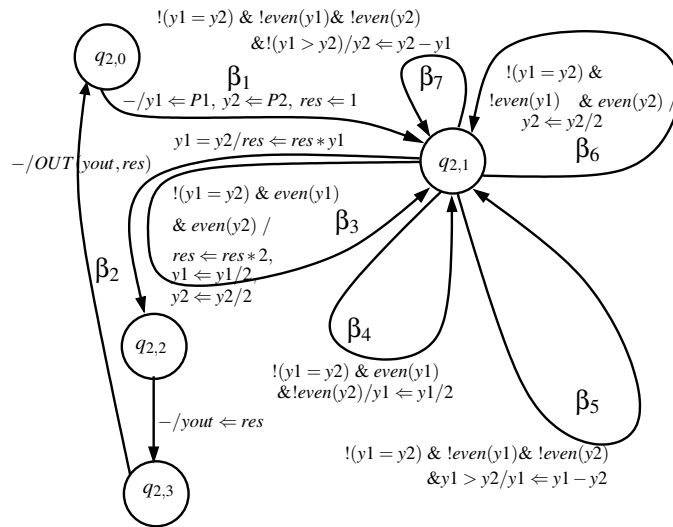 !(y1 = y2) & !even(y1)& !even(y2)
&!(y1 > y2)/y2 ⇐ y2 − y1
q2,0
β1
β7
−/y1 ⇐ P1, y2 ⇐ P2, res ⇐ 1
!(y1 = y2) &
!even(y1) & even(y2) /
y2 ⇐ y2/2
β6
y1 = y2/res ⇐ res∗y1
q2,1
−/OUT(yout,res)
!(y1 = y2) & even(y1)
& even(y2) /
β3
res ⇐ res∗2,
y1 ⇐ y1/2,
y2 ⇐ y2/2
β2
β4
q2,2
!(y1 = y2) & even(y1)
&!even(y2)/y1 ⇐ y1/2
β5
−/yout ⇐ res
!(y1 = y2) & !even(y1)& !even(y2)
&y1 > y2/y1 ⇐ y1 − y2
q2,3